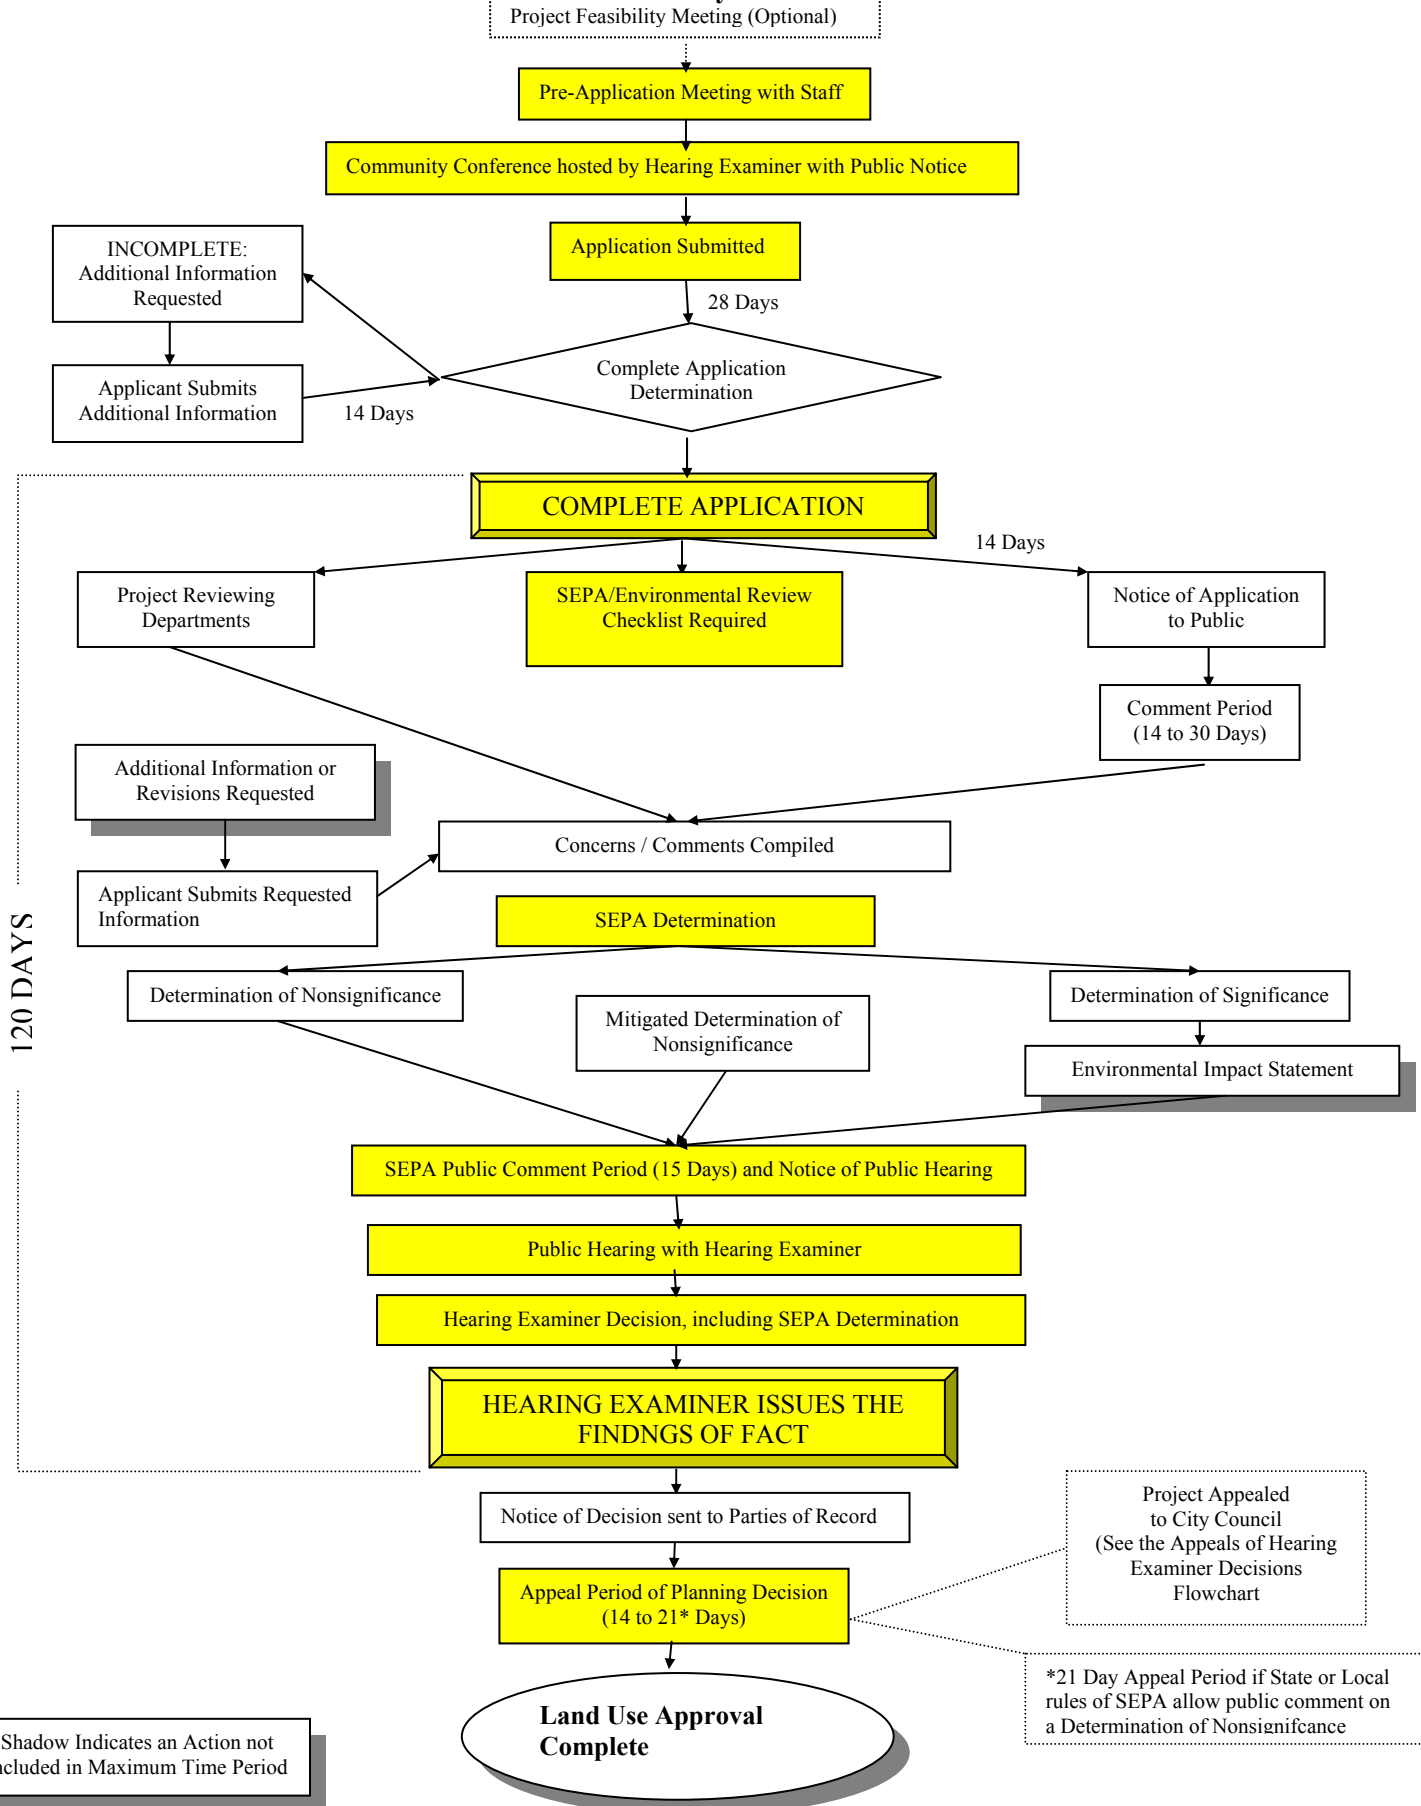 Project Feasibility Meeting (Optional)
Pre-Application Meeting with Staff
Community Conference hosted by Hearing Examiner with Public Notice
Application Submitted
INCOMPLETE:
Additional Information
Requested
28 Days
Complete Application
Determination
Applicant Submits
Additional Information
14 Days
COMPLETE APPLICATION
14 Days
Project Reviewing
Departments
SEPA/Environmental Review
Checklist Required
Notice of Application
to Public
Comment Period
(14 to 30 Days)
Additional Information or
Revisions Requested
Concerns / Comments Compiled
Applicant Submits Requested
Information
120 DAYS
SEPA Determination
Determination of Nonsignificance
Mitigated Determination of
Nonsignificance
Determination of Significance
Environmental Impact Statement
SEPA Public Comment Period (15 Days) and Notice of Public Hearing
Public Hearing with Hearing Examiner
Hearing Examiner Decision, including SEPA Determination
HEARING EXAMINER ISSUES THE
FINDNGS OF FACT
Notice of Decision sent to Parties of Record
Project Appealed
to City Council
(See the Appeals of Hearing
Examiner Decisions
Flowchart
Appeal Period of Planning Decision
(14 to 21* Days)
*21 Day Appeal Period if State or Local
rules of SEPA allow public comment on
a Determination of Nonsignifcance
Land Use Approval
Complete
Shadow Indicates an Action not
ncluded in Maximum Time Period